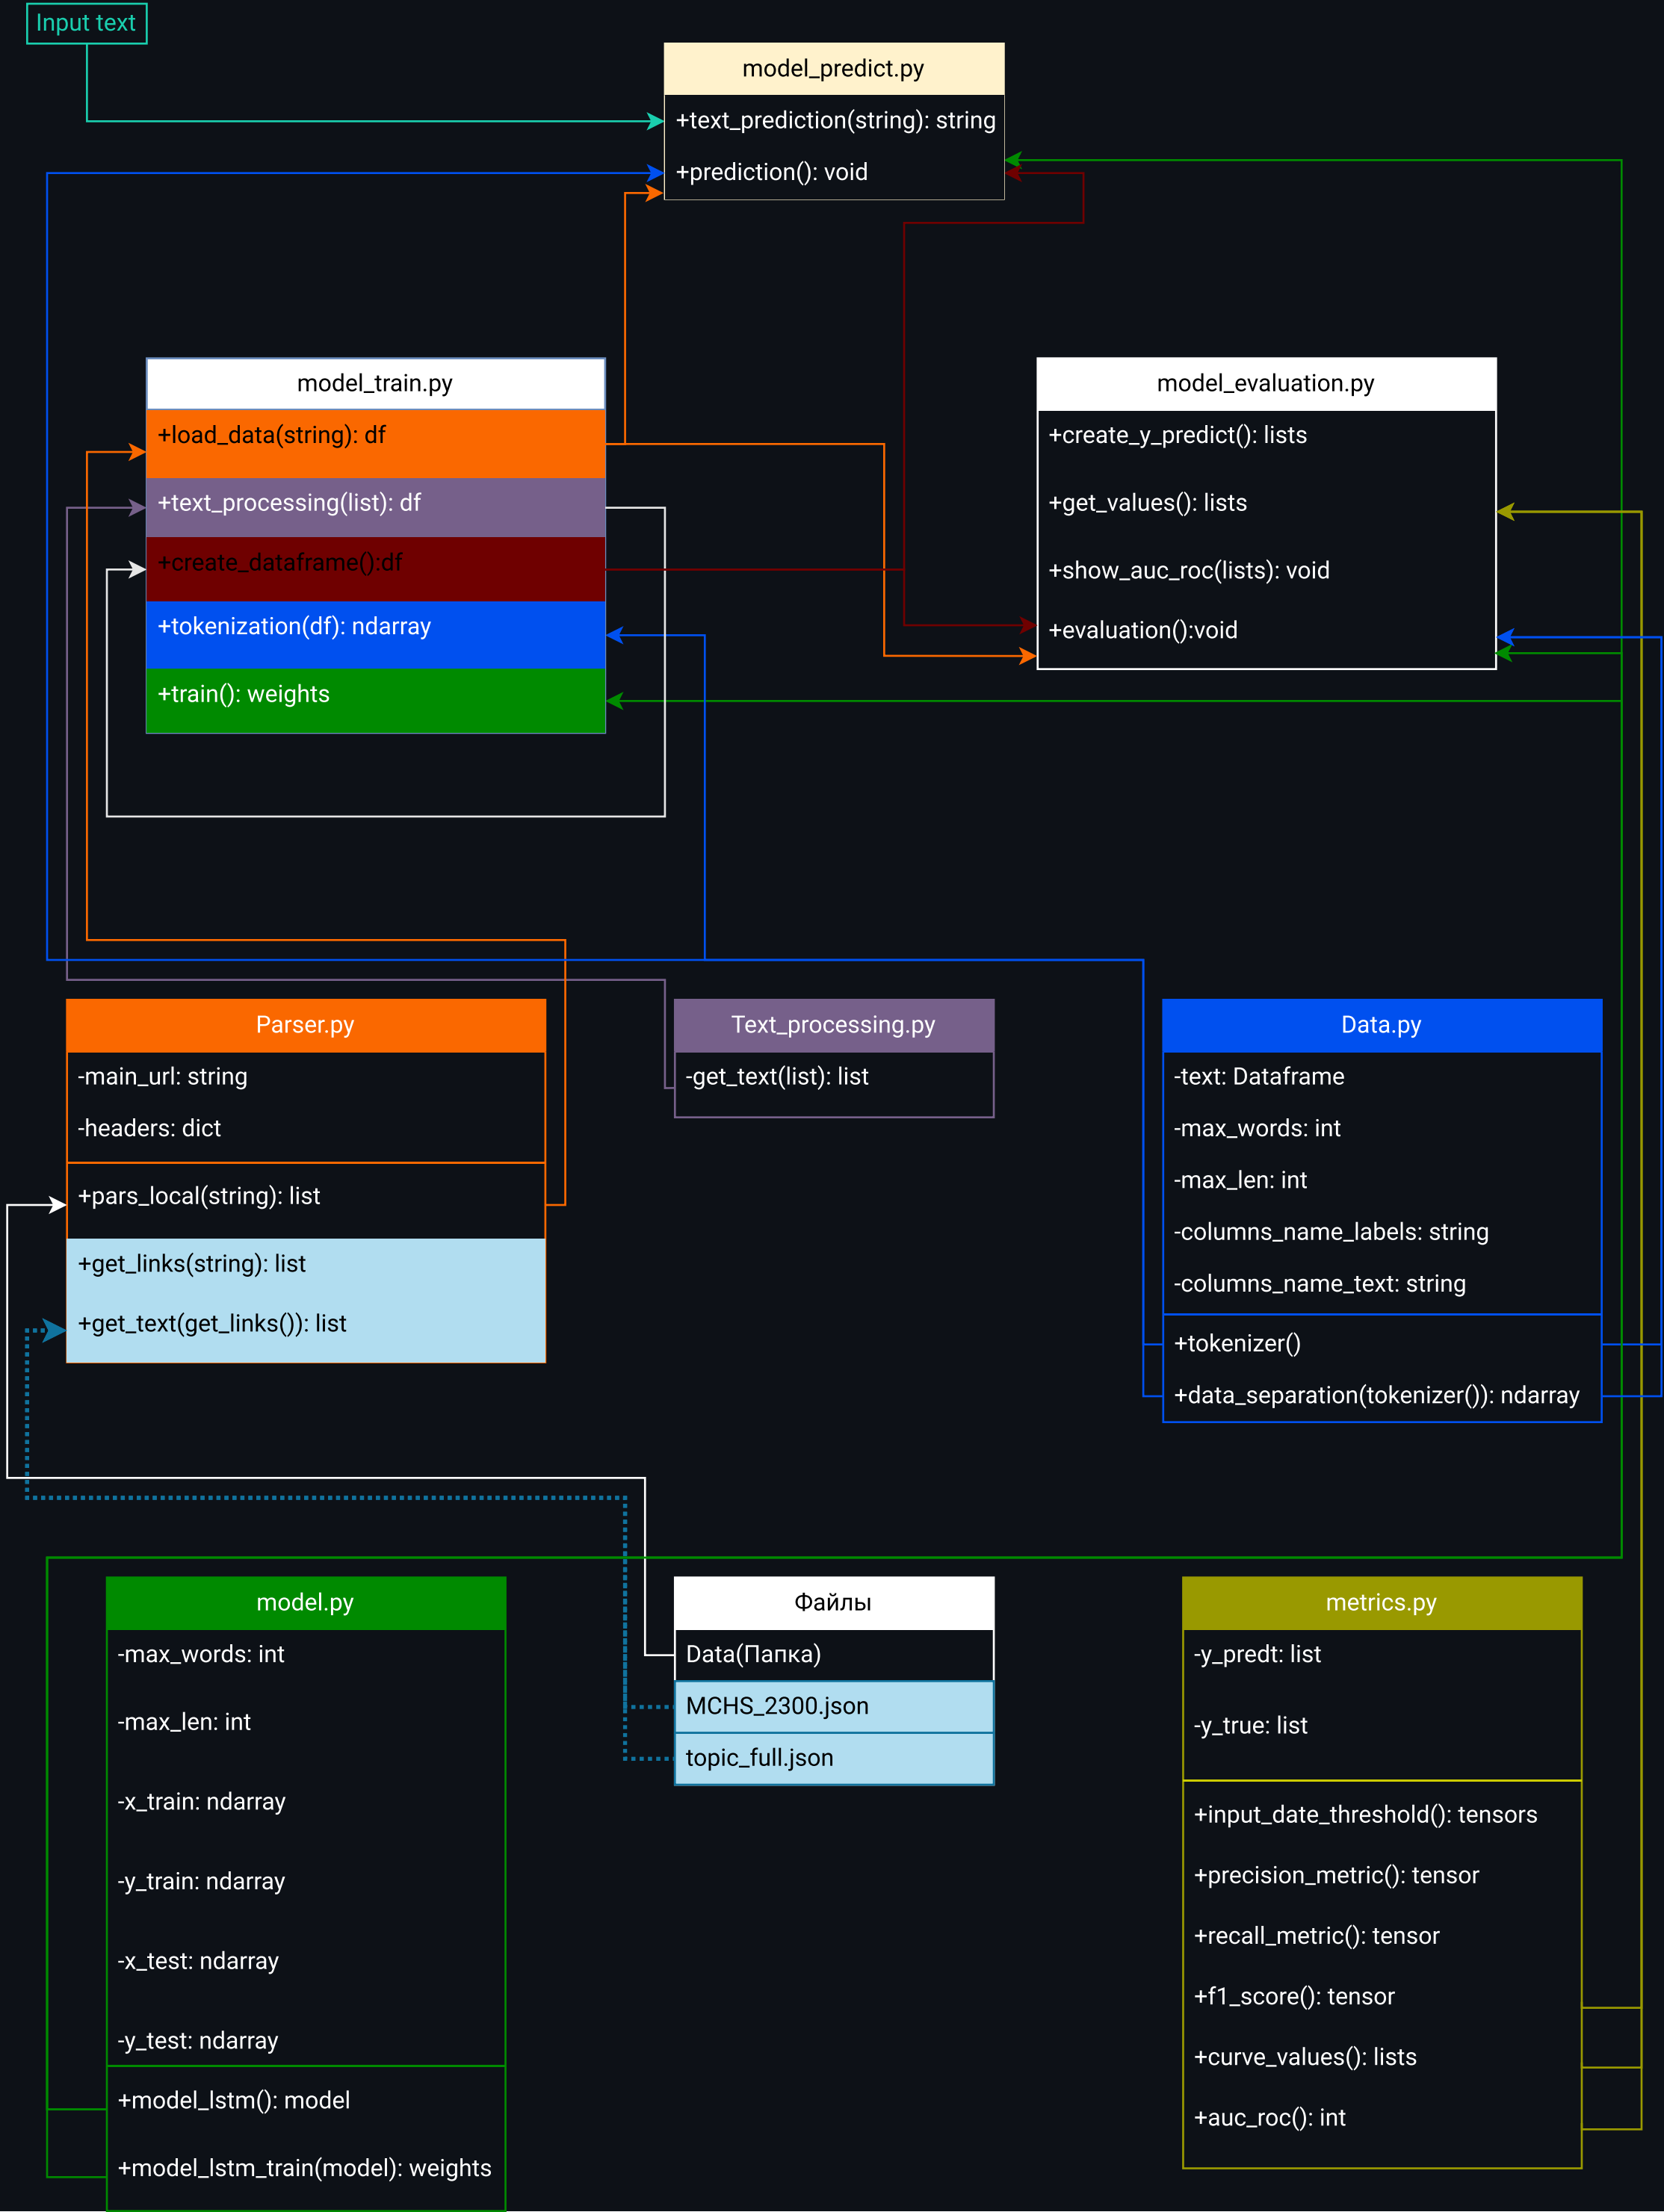 Input text
model_predict.py
+text_prediction(string): string
+prediction(): void
model_train.py
+load_data(string): df
+text_processing(list): df
+create_dataframe():df
+tokenization(df): ndarray
+train(): weights
model_evaluation.py
+create_y_predict(): lists
+get_values(): lists
+show_auc_roc(lists): void
+evaluation():void
Parser.py
-main_url: string
-headers: dict
+pars_local(string): list
+get_links(string): list
+get_text(get_links()): list
Text_processing.py
-get_text(list): list
Data.py
-text: Dataframe
-max_words: int
-max_len: int
-columns_name_labels: string
-columns_name_text: string
+tokenizer()
+data_separation(tokenizer()): ndarray
model.py
-max_words: int
-max_len: int
-x_train: ndarray
-y_train: ndarray
-x_test: ndarray
-y_test: ndarray
+model_lstm(): model
+model_lstm_train(model): weights
Файлы
Data(Папка)
MCHS_2300.json
topic_full.json
metrics.py
-y_predt: list
-y_true: list
+input_date_threshold(): tensors
+precision_metric(): tensor
+recall_metric(): tensor
+f1_score(): tensor
+curve_values(): lists
+auc_roc(): int